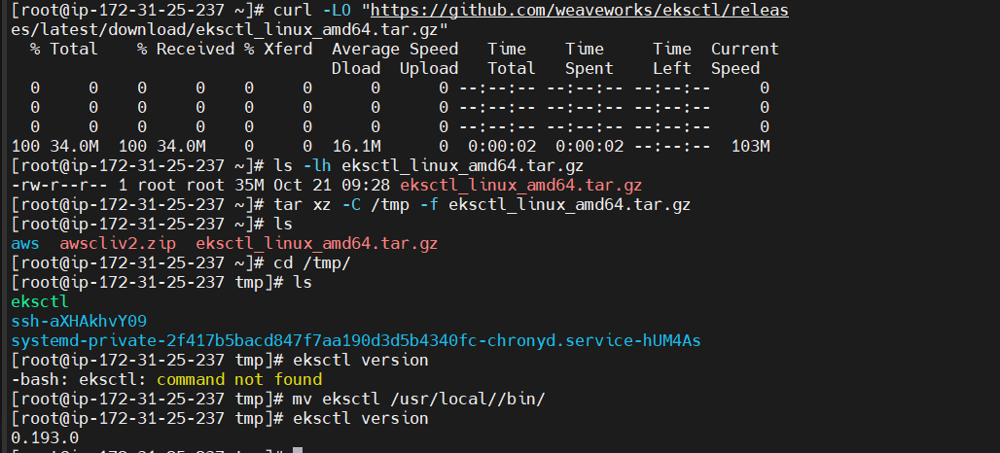 [root@ip-172-31-25-237 ~]# curl -LO "https://github.com/weaveworks/eksctl/releas
es/latest/download/eksctl_linux_amd64.tar.gz"
  % Total    % Received % Xferd  Average Speed   Time    Time     Time  Current
                                 Dload  Upload   Total   Spent    Left  Speed
  0     0    0     0    0     0      0      0 --:--:-- --:--:-- --:--:--     0
  0     0    0     0    0     0      0      0 --:--:-- --:--:-- --:--:--     0
  0     0    0     0    0     0      0      0 --:--:-- --:--:-- --:--:--     0
100 34.0M  100 34.0M    0     0  16.1M      0  0:00:02  0:00:02 --:--:--  103M
[root@ip-172-31-25-237 ~]# ls -lh eksctl_linux_amd64.tar.gz
-rw-r--r-- 1 root root 35M Oct 21 09:28 eksctl_linux_amd64.tar.gz
[root@ip-172-31-25-237 ~]# tar xz -C /tmp -f eksctl_linux_amd64.tar.gz
[root@ip-172-31-25-237 ~]# ls
aws  awscliv2.zip  eksctl_linux_amd64.tar.gz
[root@ip-172-31-25-237 ~]# cd /tmp/
[root@ip-172-31-25-237 tmp]# ls
eksctl
ssh-aXHAkhvY09
systemd-private-2f417b5bacd847f7aa190d3d5b4340fc-chronyd.service-hUM4As
[root@ip-172-31-25-237 tmp]# eksctl version
-bash: eksctl: command not found
[root@ip-172-31-25-237 tmp]# mv eksctl /usr/local//bin/
[root@ip-172-31-25-237 tmp]# eksctl version
0.193.0
[root@ip-172-31-25-237 tmp]#